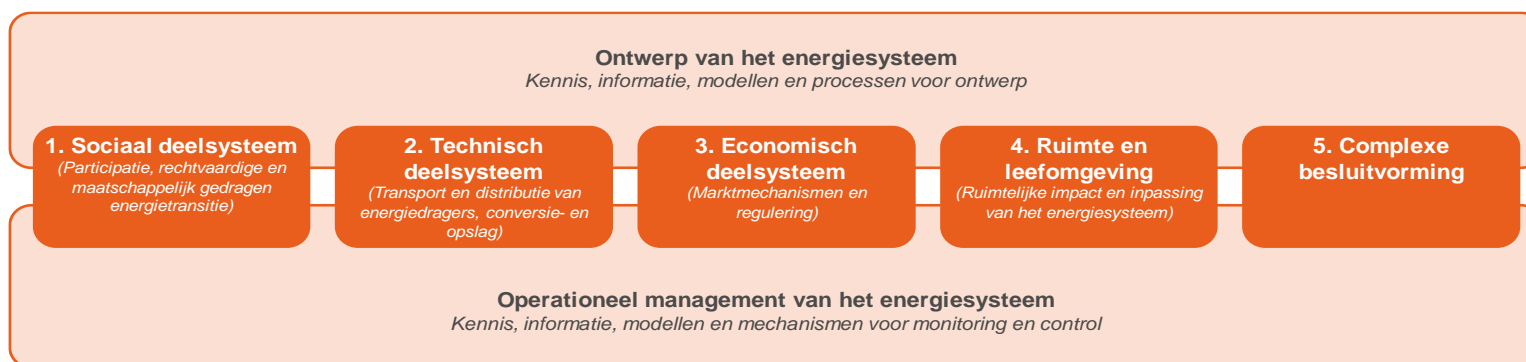 Ontwerp van het energiesysteem
Kennis, informatie, modellen en processen voor ontwerp
1. Sociaal deelsysteem
(Participatie, rechtvaardige en
maatschappelijk gedragen
energietransitie)
2. Technisch
deelsysteem
(Transport en distributie van
energiedragers, conversie- en
opslag)
3. Economisch
deelsysteem
(Marktmechanismen en
regulering)
4. Ruimte en
leefomgeving
(Ruimtelijke impact en inpassing
van het energiesysteem)
5. Complexe
besluitvorming
Operationeel management van het energiesysteem
Kennis, informatie, modellen en mechanismen voor monitoring en control